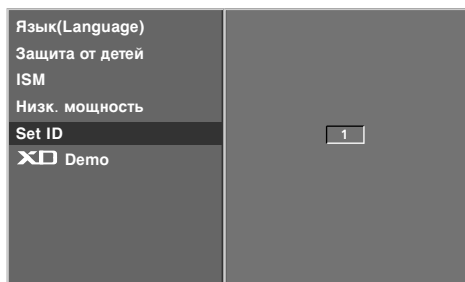 Язык(Language)
Защита от детей
ISM
Низк. мощность
Set ID
1
XD Demo